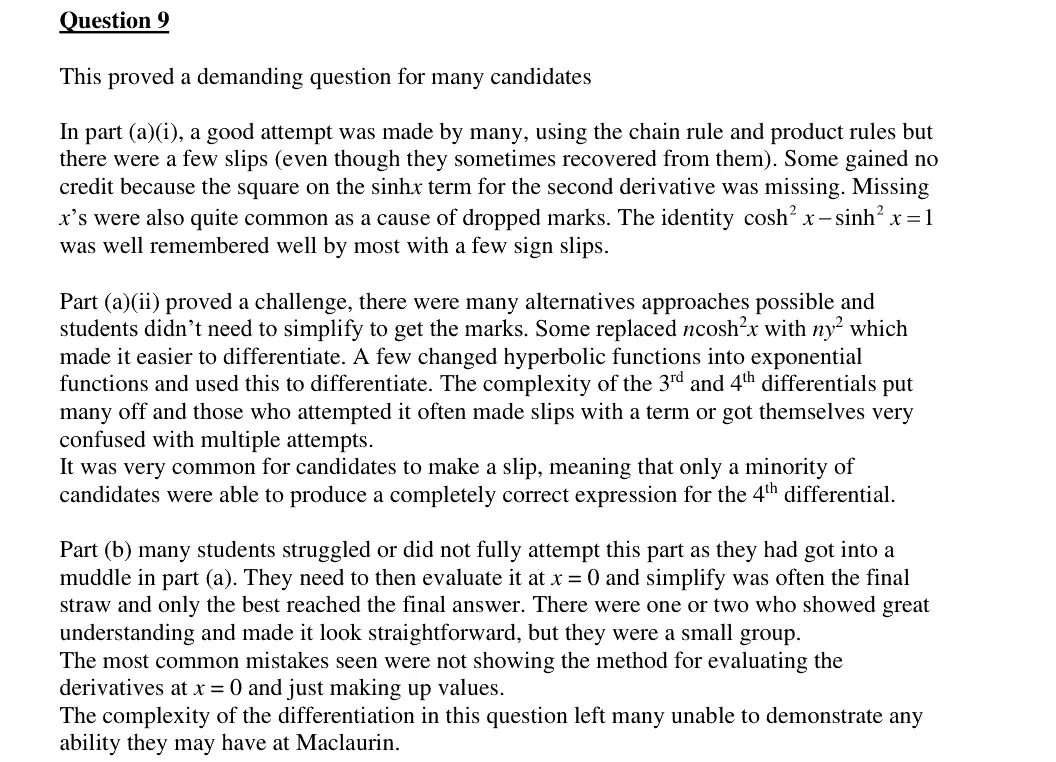 Question 9
This proved a demanding question for many candidates
In part (a)(i), a good attempt was made by many, using the chain rule and product rules but
there were a few slips (even though they sometimes recovered from them). Some gained no
credit because the square on the sinhx term for the second derivative was missing. Missing
x’s were also quite common as a cause of dropped marks. The identity cosh² x − sinh² x = 1
was well remembered well by most with a few sign slips.
Part (a)(ii) proved a challenge, there were many alternatives approaches possible and
students didn’t need to simplify to get the marks. Some replaced ncosh²x with ny² which
made it easier to differentiate. A few changed hyperbolic functions into exponential
functions and used this to differentiate. The complexity of the 3rd and 4th differentials put
many off and those who attempted it often made slips with a term or got themselves very
confused with multiple attempts.
It was very common for candidates to make a slip, meaning that only a minority of
candidates were able to produce a completely correct expression for the 4th differential.
Part (b) many students struggled or did not fully attempt this part as they had got into a
muddle in part (a). They need to then evaluate it at x = 0 and simplify was often the final
straw and only the best reached the final answer. There were one or two who showed great
understanding and made it look straightforward, but they were a small group.
The most common mistakes seen were not showing the method for evaluating the
derivatives at x = 0 and just making up values.
The complexity of the differentiation in this question left many unable to demonstrate any
ability they may have at Maclaurin.